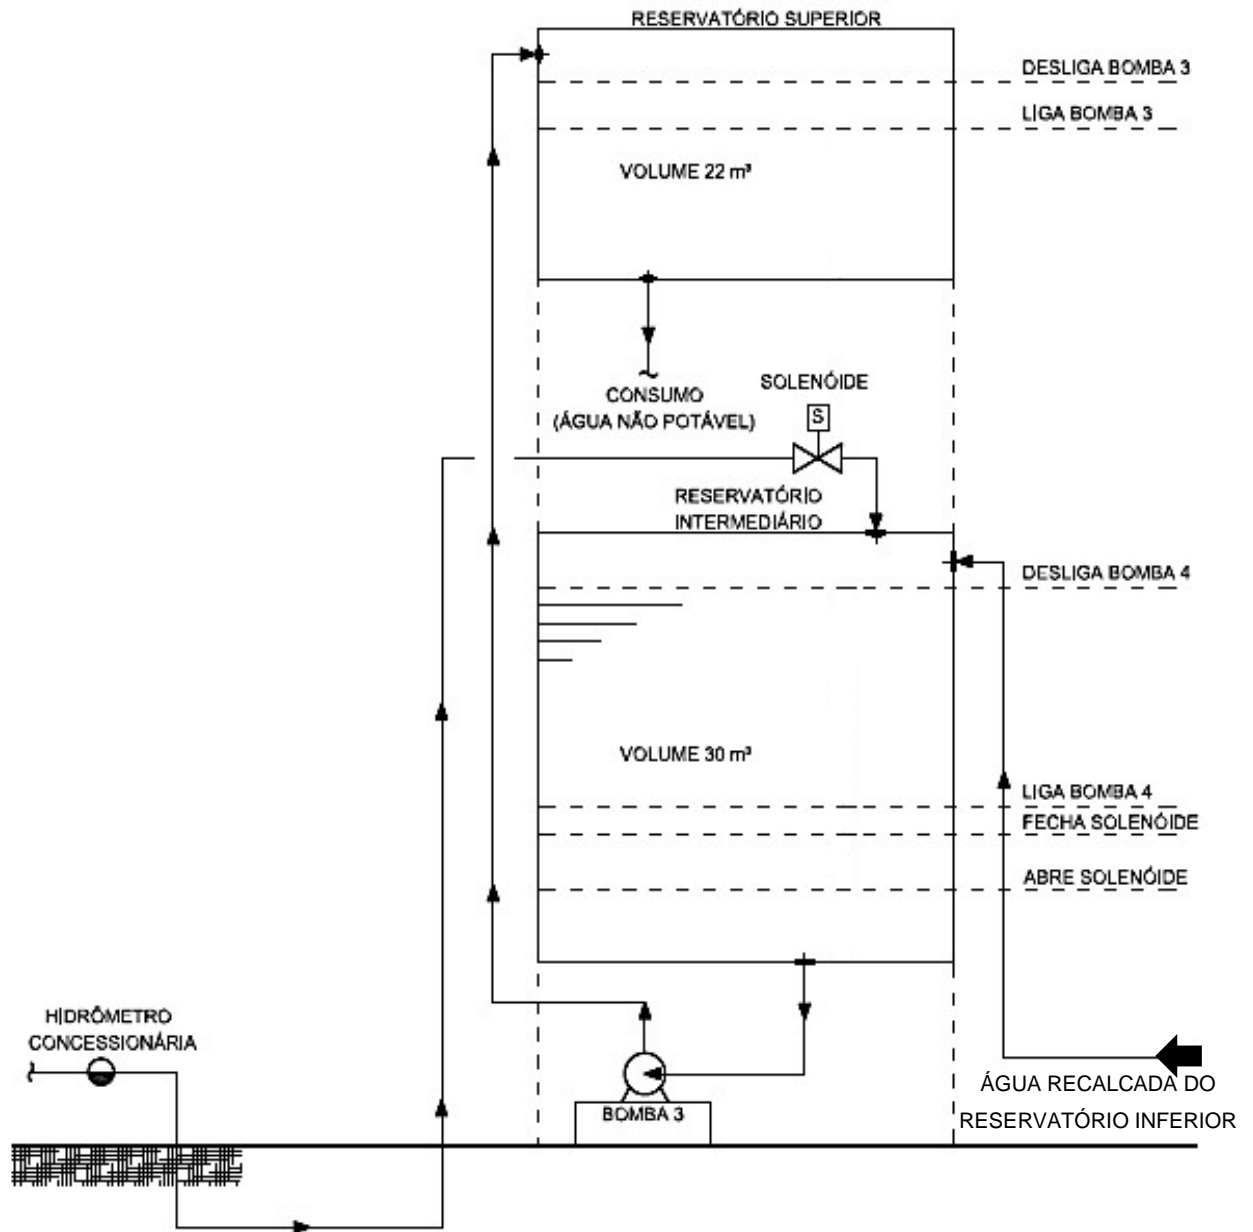 RESERVATÓRIO SUPERIOR
DESLIGA BOMBA 3
LIGA BOMBA 3
VOLUME 22 m³
CONSUMO
(ÁGUA NÃO POTÁVEL)
SOLENÓIDE
S
RESERVATÓRIO
INTERMEDIÁRIO
DESLIGA BOMBA 4
VOLUME 30 m³
LIGA BOMBA 4
FECHA SOLENÓIDE
ABRE SOLENÓIDE
HIDRÔMETRO
CONCESSIONÁRIA
BOMBA 3
ÁGUA RECALCADA DO
RESERVATÓRIO INFERIOR